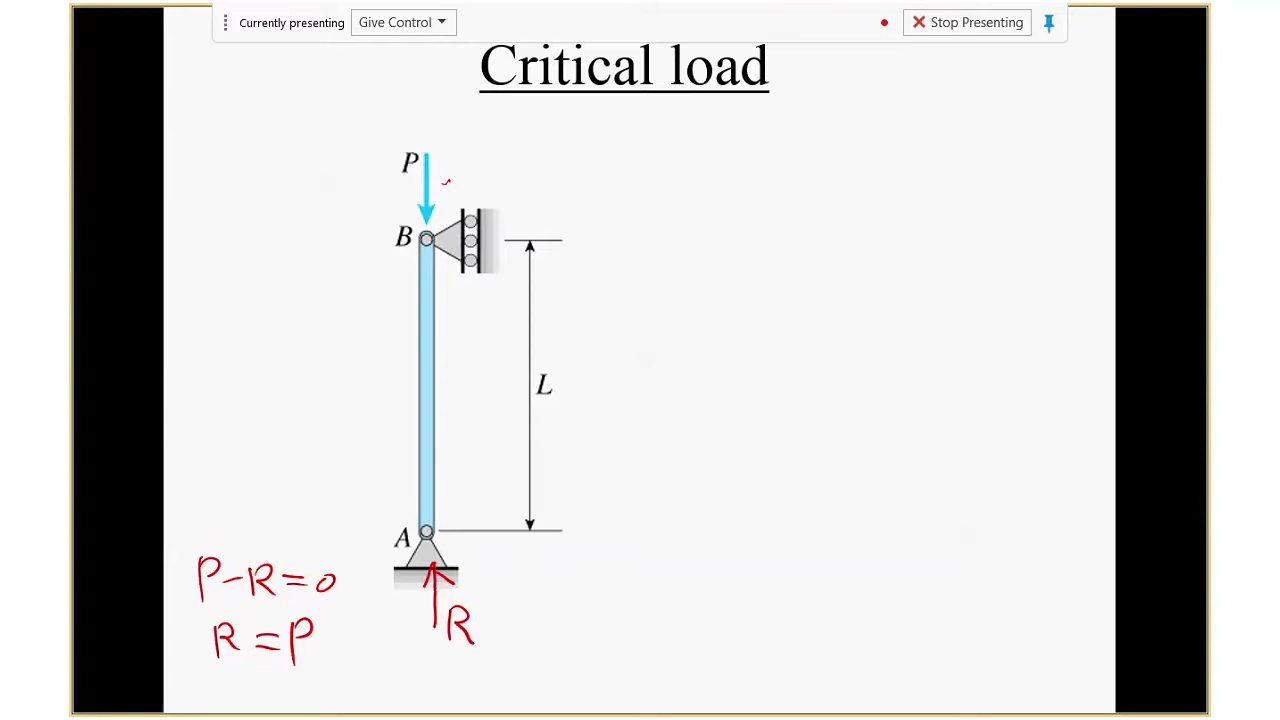 Currently presenting
Give Control
Stop Presenting
Critical load
P
B
L
A
P-R=0
R
R=P